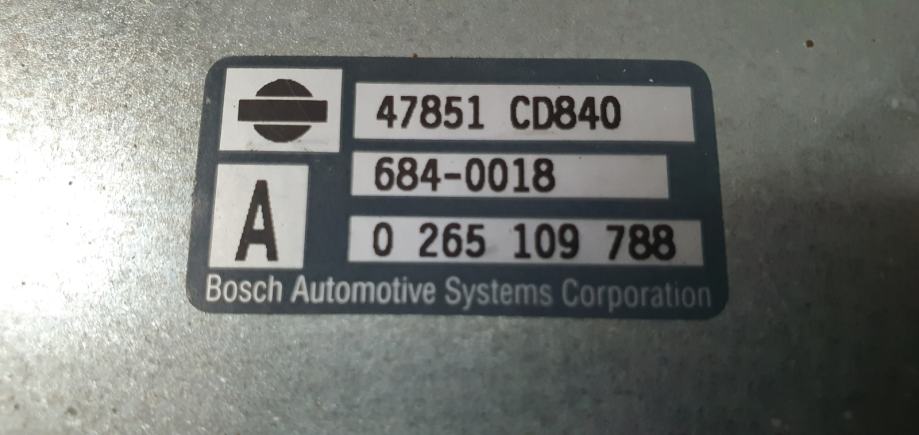 47851 CD840
684-0018
A
0 265 109 788
Bosch Automotive Systems Corporation